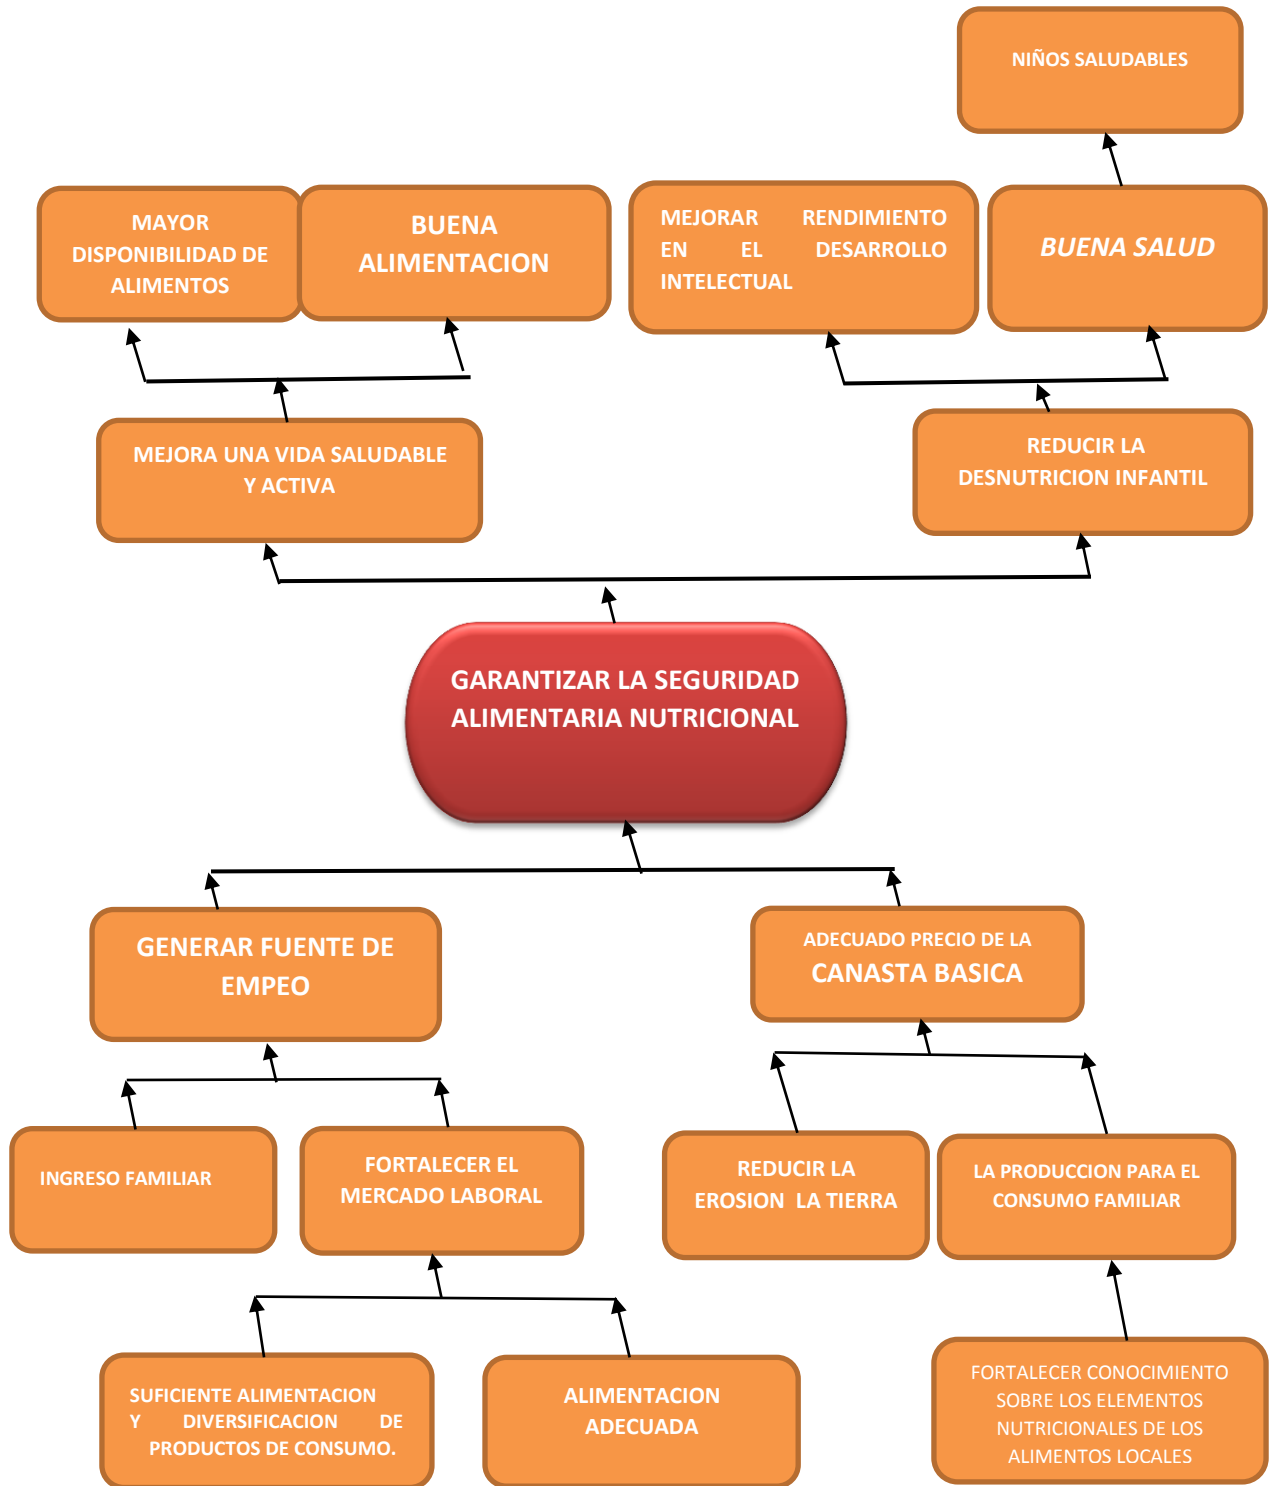 NIÑOS SALUDABLES
MAYOR
DISPONIBILIDAD DE
ALIMENTOS
BUENA
ALIMENTACION
MEJORAR RENDIMIENTO
EN EL DESARROLLO
INTELECTUAL
BUENA SALUD
MEJORA UNA VIDA SALUDABLE
Y ACTIVA
REDUCIR LA
DESNUTRICION INFANTIL
GARANTIZAR LA SEGURIDAD
ALIMENTARIA NUTRICIONAL
GENERAR FUENTE DE
EMPEO
ADECUADO PRECIO DE LA
CANASTA BASICA
INGRESO FAMILIAR
FORTALECER EL
MERCADO LABORAL
REDUCIR LA
EROSION LA TIERRA
LA PRODUCCION PARA EL
CONSUMO FAMILIAR
SUFICIENTE ALIMENTACION
Y DIVERSIFICACION DE
PRODUCTOS DE CONSUMO.
ALIMENTACION
ADECUADA
FORTALECER CONOCIMIENTO
SOBRE LOS ELEMENTOS
NUTRICIONALES DE LOS
ALIMENTOS LOCALES